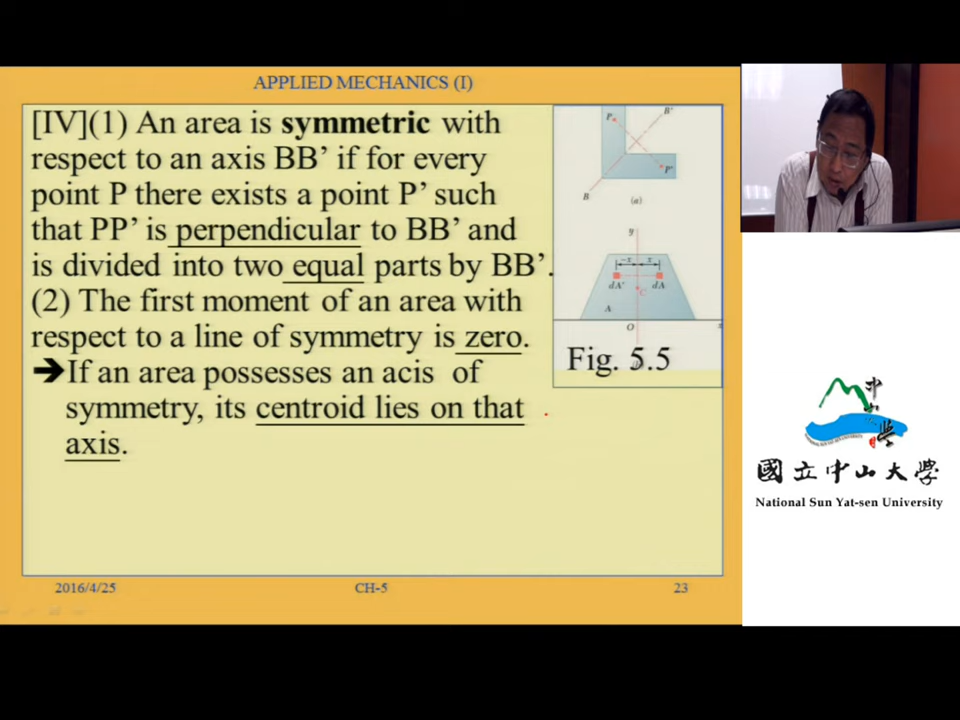 APPLIED MECHANICS (I)
[IV](1) An area is symmetric with
respect to an axis BB’ if for every
point P there exists a point P’ such
that PP’ is perpendicular to BB’ and
is divided into two equal parts by BB’.
(2) The first moment of an area with
respect to a line of symmetry is zero.
➔If an area possesses an acis of
symmetry, its centroid lies on that
axis.
P
B'
P'
B
(a)
y
-x x
dA' dA
C
A
O
x
Fig. 5.5
2016/4/25 CH-5 23
中山大學
國立中山大學
National Sun Yat-sen University